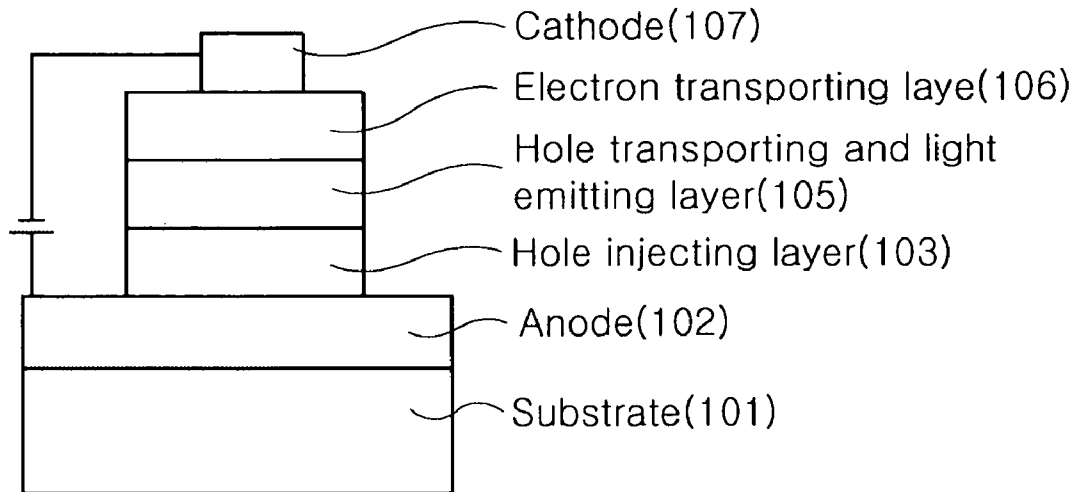 Cathode(107)
Electron transporting laye(106)
Hole transporting and light
emitting layer(105)
Hole injecting layer(103)
Anode(102)
Substrate(101)